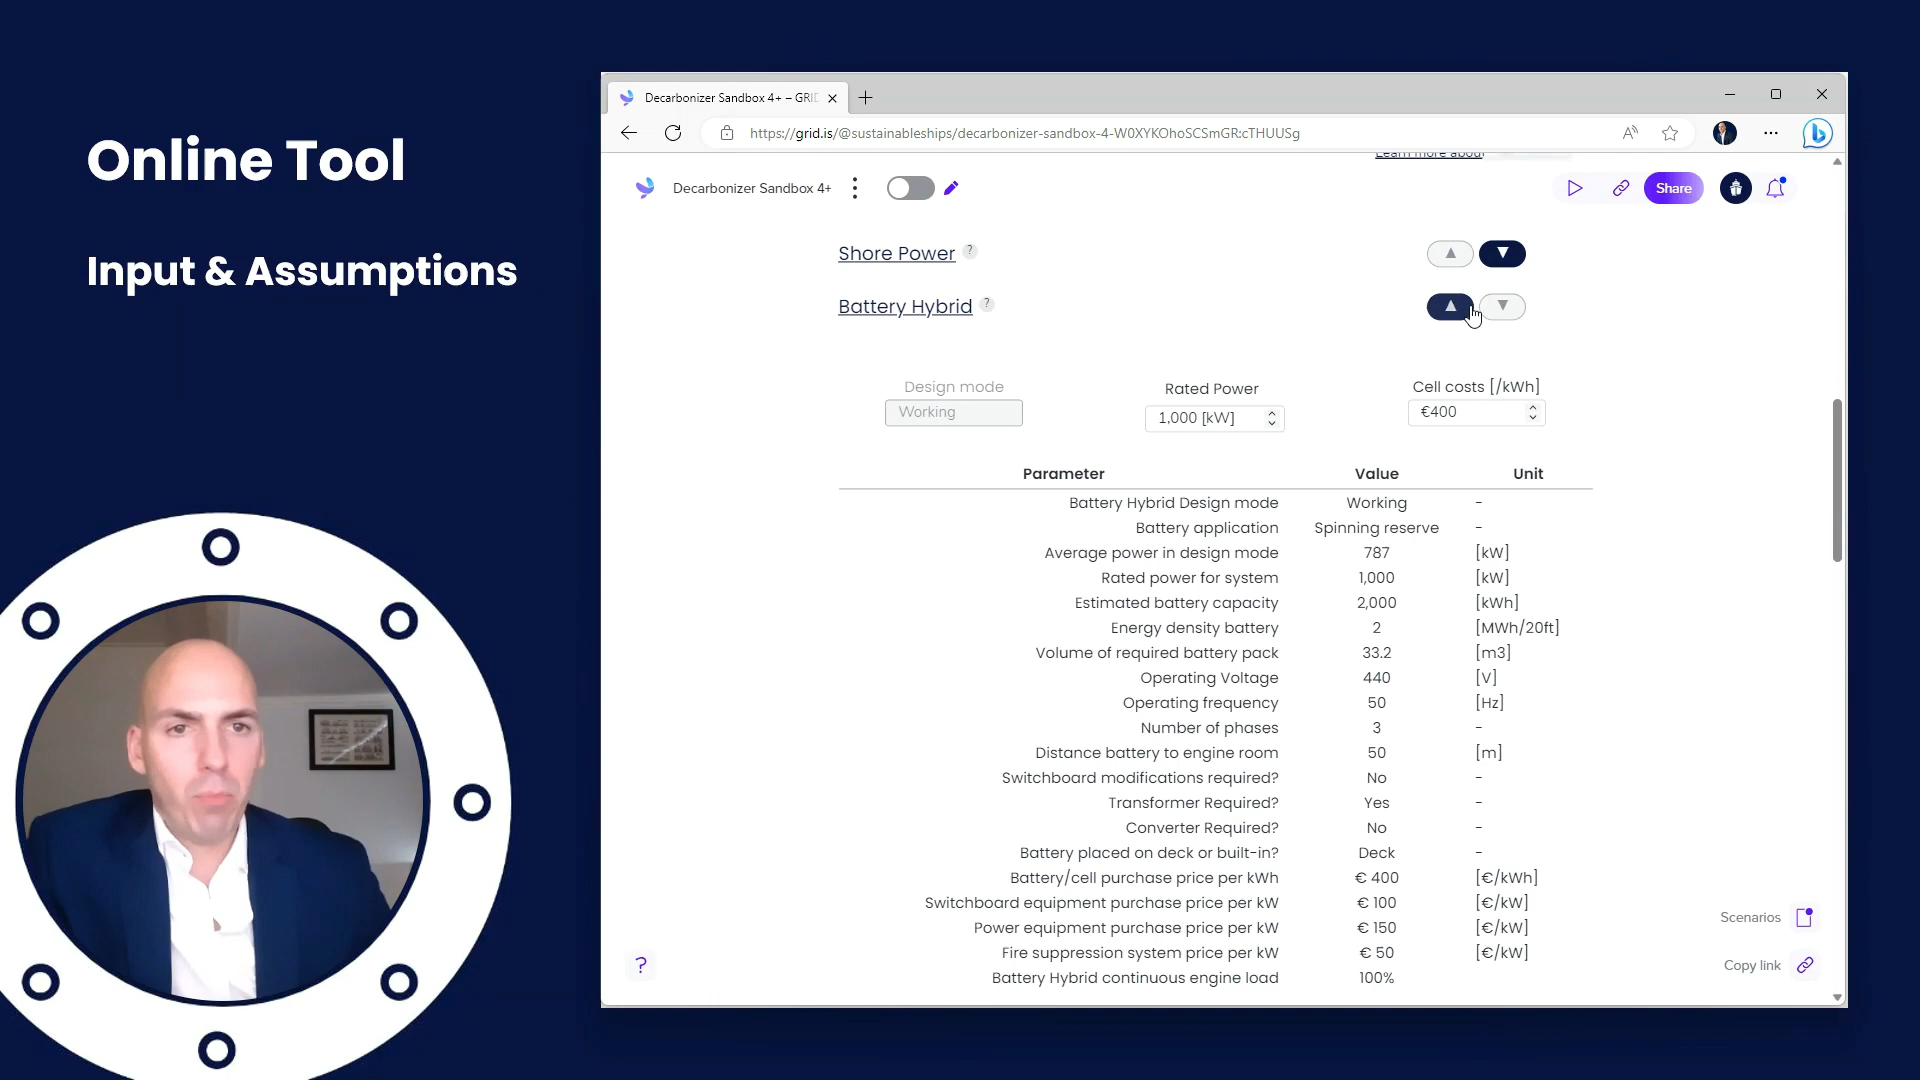 Online Tool
Input & Assumptions
Decarbonizer Sandbox 4+ – GRID
https://grid.is/@sustainableships/decarbonizer-sandbox-4-W0XYKOhoSCSmGR:cTHUUSg
Learn more about
Decarbonizer Sandbox 4+
Share
Shore Power ?
Battery Hybrid ?
Design mode Rated Power Cell costs [/kWh]
Working 1,000 [kW] €400
Parameter Value Unit
Battery Hybrid Design mode Working -
Battery application Spinning reserve -
Average power in design mode 787 [kW]
Rated power for system 1,000 [kW]
Estimated battery capacity 2,000 [kWh]
Energy density battery 2 [MWh/20ft]
Volume of required battery pack 33.2 [m3]
Operating Voltage 440 [V]
Operating frequency 50 [Hz]
Number of phases 3 -
Distance battery to engine room 50 [m]
Switchboard modifications required? No -
Transformer Required? Yes -
Converter Required? No -
Battery placed on deck or built-in? Deck -
Battery/cell purchase price per kWh € 400 [€/kWh]
Switchboard equipment purchase price per kW € 100 [€/kW]
Power equipment purchase price per kW € 150 [€/kW]
Fire suppression system price per kW € 50 [€/kW]
Battery Hybrid continuous engine load 100%
Scenarios
Copy link
?